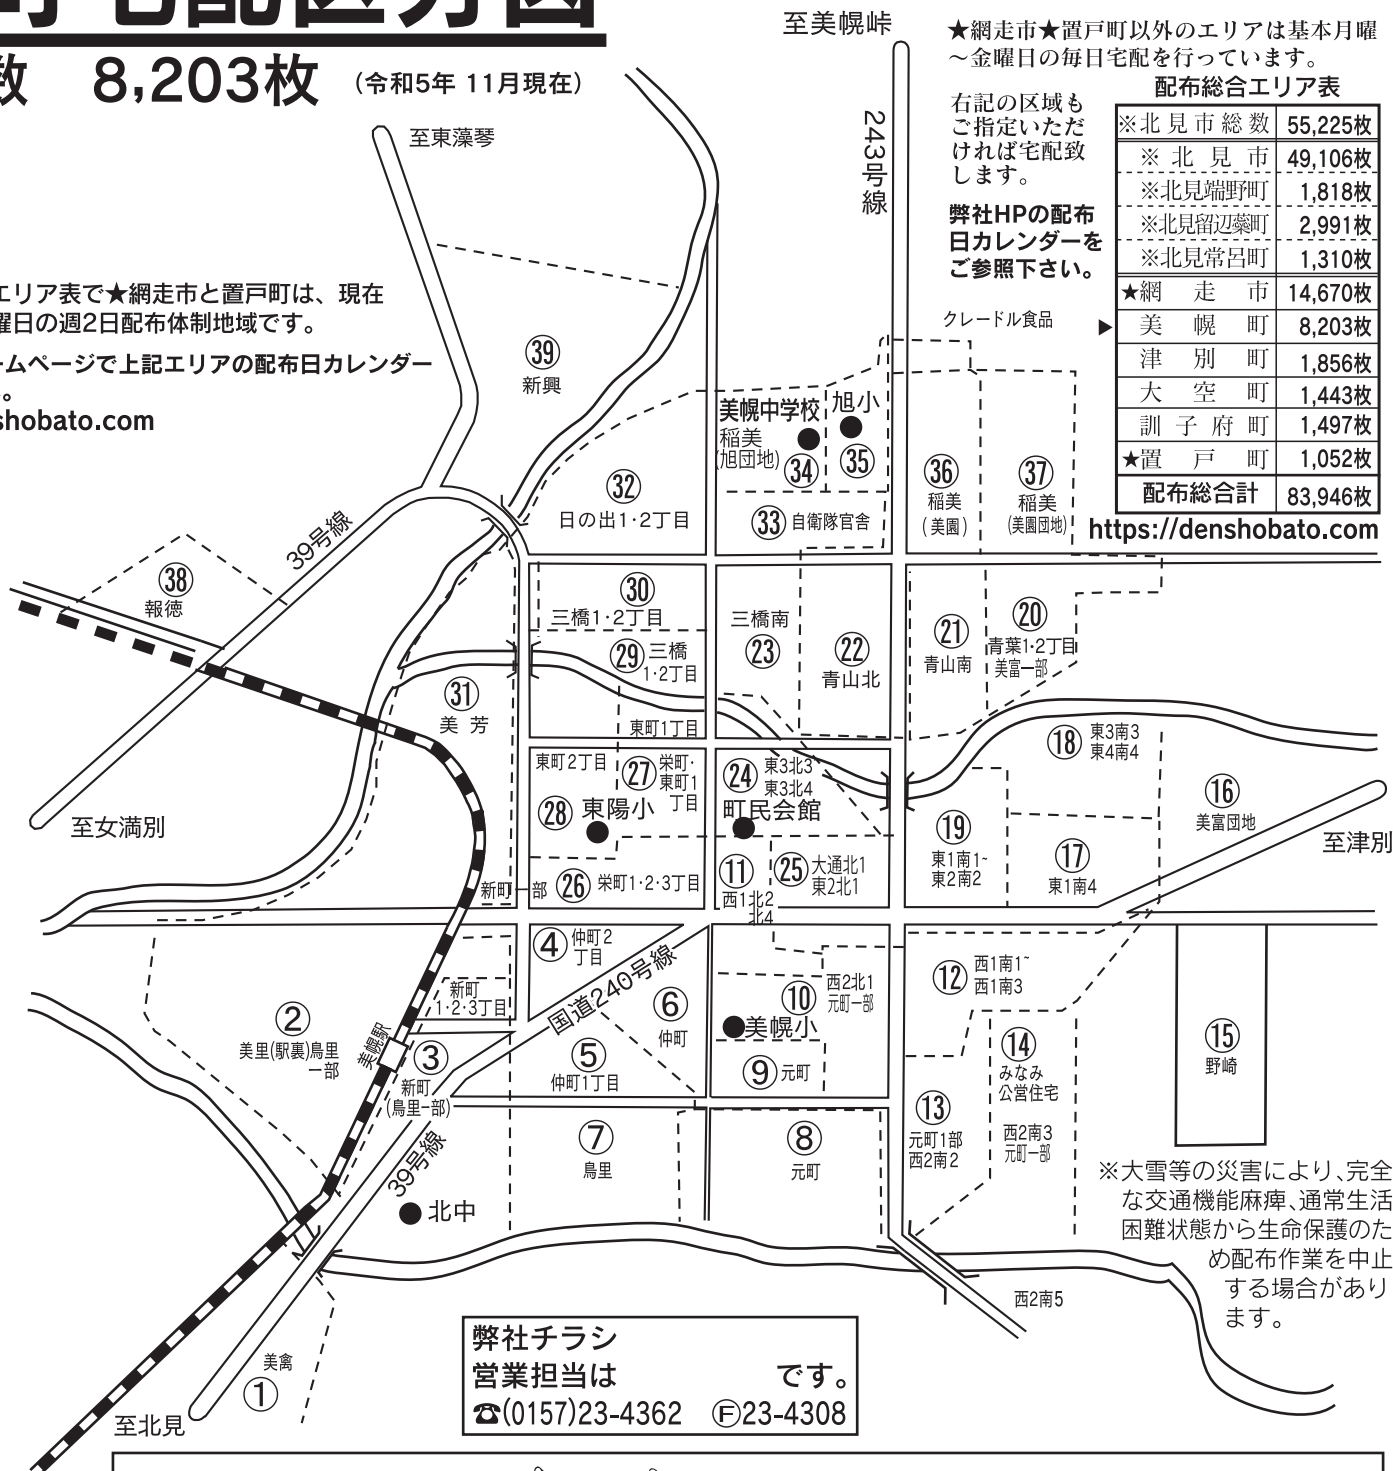 町宅配区分図
数 8,203枚 (令和5年 11月現在)
至美幌峠
★網走市★置戸町以外のエリアは基本月曜
～金曜日の毎日宅配を行っています。
右記の区域も
ご指定いただ
ければ宅配致
します。
弊社HPの配布
日カレンダーを
ご参照下さい。
配布総合エリア表
※北見市総数 55,225枚
※北見市 49,106枚
※北見端野町 1,818枚
※北見留辺蘂町 2,991枚
※北見常呂町 1,310枚
★網走市 14,670枚
▶美幌町 8,203枚
津別町 1,856枚
大空町 1,443枚
訓子府町 1,497枚
★置戸町 1,052枚
配布総合計 83,946枚
https://denshobato.com
エリア表で★網走市と置戸町は、現在
曜日の週2日配布体制地域です。
ームページで上記エリアの配布日カレンダー
。
shobato.com
至東藻琴
243号線
クレードル食品
㊴
新興
美幌中学校
稲美
(旭団地)
㉞
旭小
㉟
㊱
稲美
(美園)
㊲
稲美
(美園団地)
㉜
日の出1・2丁目
㉝ 自衛隊官舎
39号線
㊳
報徳
㉚
三橋1・2丁目
㉙ 三橋
1・2丁目
三橋南
㉓
㉒
青山北
㉑
青山南
⑳
青葉1・2丁目
美富一部
㉛
美芳
東町1丁目
⑱ 東3南3
東4南4
東町2丁目
㉗ 栄町・
東町1
丁目
㉔ 東3北3
東3北4
町民会館
㉘ 東陽小
⑯
美富団地
至女満別
至津別
⑲
東1南1~
東2南2
⑰
東1南4
新町一部
㉖ 栄町1・2・3丁目
⑪
西1北2
北4
㉕ 大通北1
東2北1
④ 仲町2
丁目
国道240号線
新町
1・2・3丁目
⑥
仲町
⑩
西2北1
元町一部
⑫ 西1南1~
西1南3
②
美里(駅裏)鳥里
一部
美幌駅
③
新町
(鳥里一部)
⑤
仲町1丁目
美幌小
⑨ 元町
⑭
みなみ
公営住宅
西2南3
元町一部
⑮
野崎
⑬
元町1部
西2南2
⑦
鳥里
⑧
元町
39号線
北中
※大雪等の災害により、完全
な交通機能麻痺、通常生活
困難状態から生命保護のた
め配布作業を中止
する場合があり
ます。
西2南5
美禽
①
至北見
弊社チラシ
営業担当は です。
☎(0157)23-4362 Ⓕ23-4308